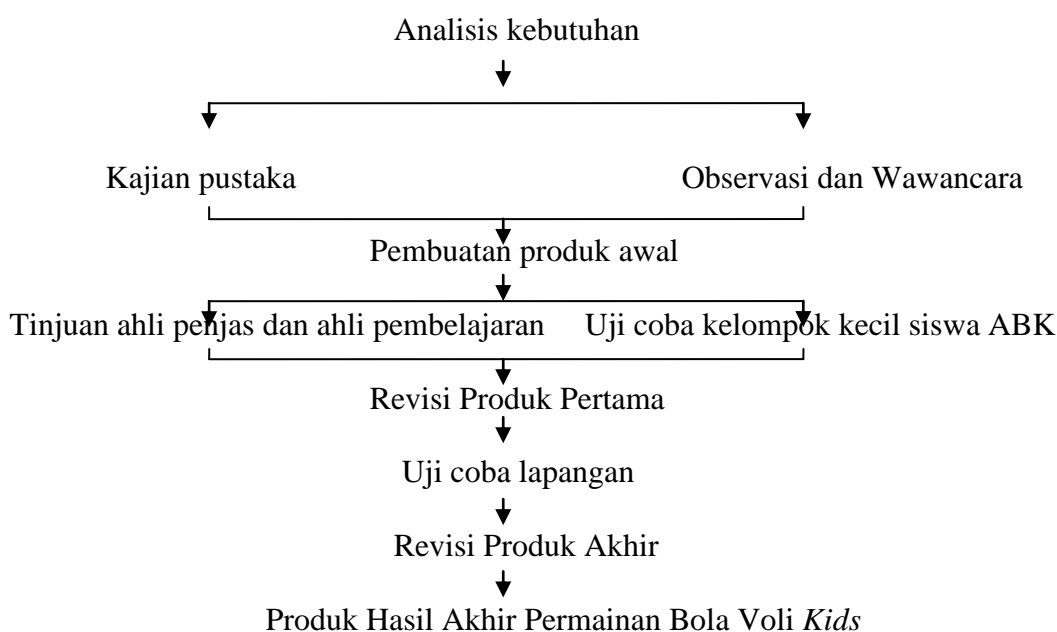 Analisis kebutuhan
Kajian pustaka Observasi dan Wawancara
Pembuatan produk awal
Tinjuan ahli penjas dan ahli pembelajaran Uji coba kelompok kecil siswa ABK
Revisi Produk Pertama
Uji coba lapangan
Revisi Produk Akhir
Produk Hasil Akhir Permainan Bola Voli Kids